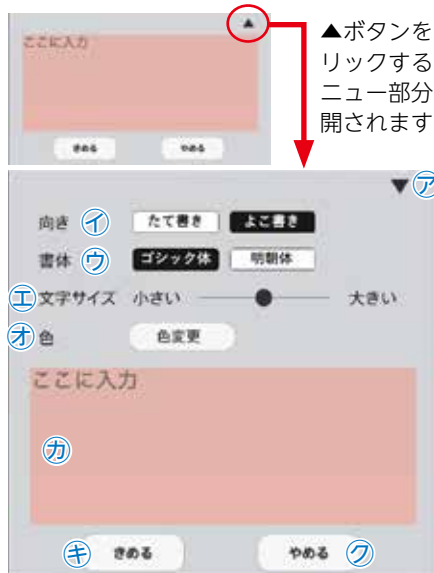 ▲
ここに入力
きめる やめる
▲ボタンを
リックする
ニュー部分
開されます
▼ ア
向き イ たて書き よこ書き
書体 ウ ゴシック体 明朝体
エ 文字サイズ 小さい 大きい
オ 色 色変更
ここに入力
カ
キ きめる やめる ク